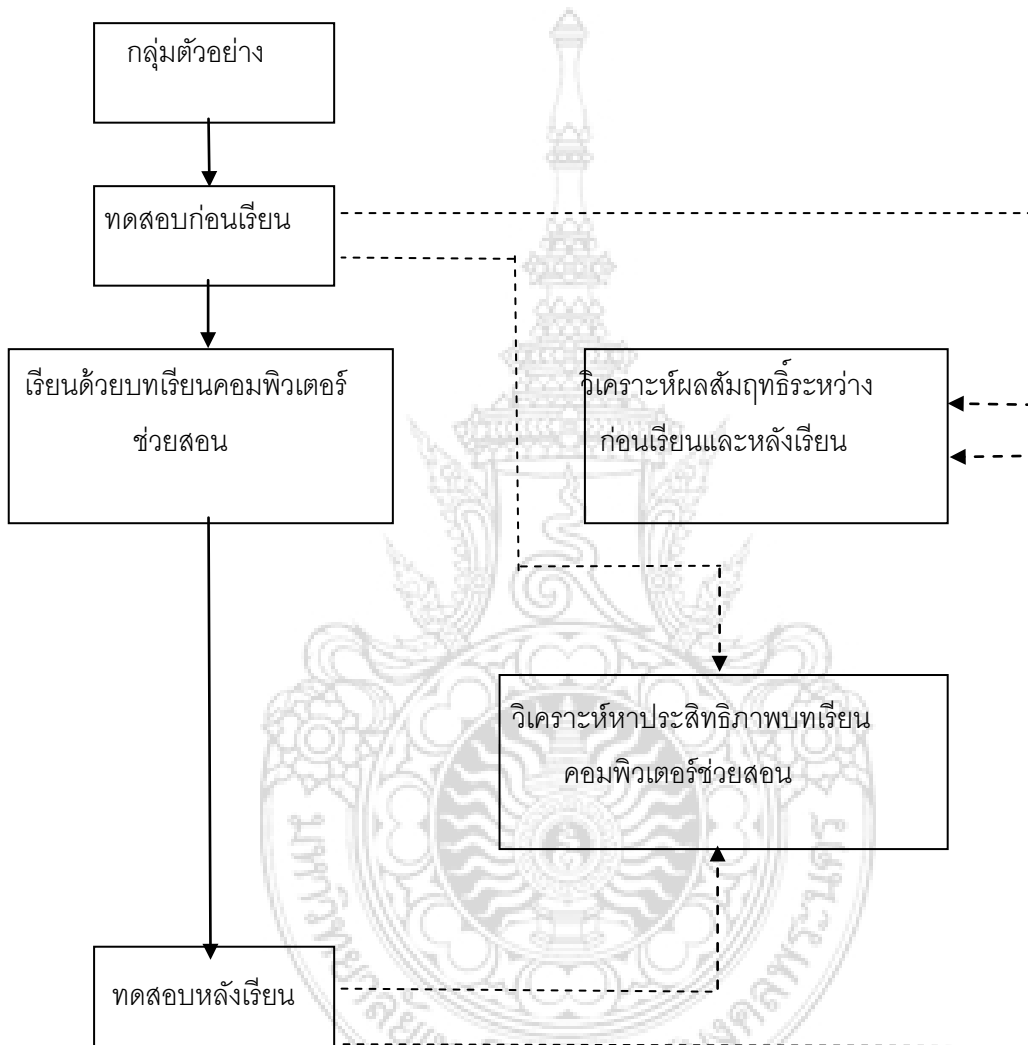 กลุ่มตัวอย่าง
ทดสอบก่อนเรียน
เรียนด้วยบทเรียนคอมพิวเตอร์
ช่วยสอน
วิเคราะห์ผลสัมฤทธิ์ระหว่าง
ก่อนเรียนและหลังเรียน
วิเคราะห์หาประสิทธิภาพบทเรียน
คอมพิวเตอร์ช่วยสอน
ทดสอบหลังเรียน